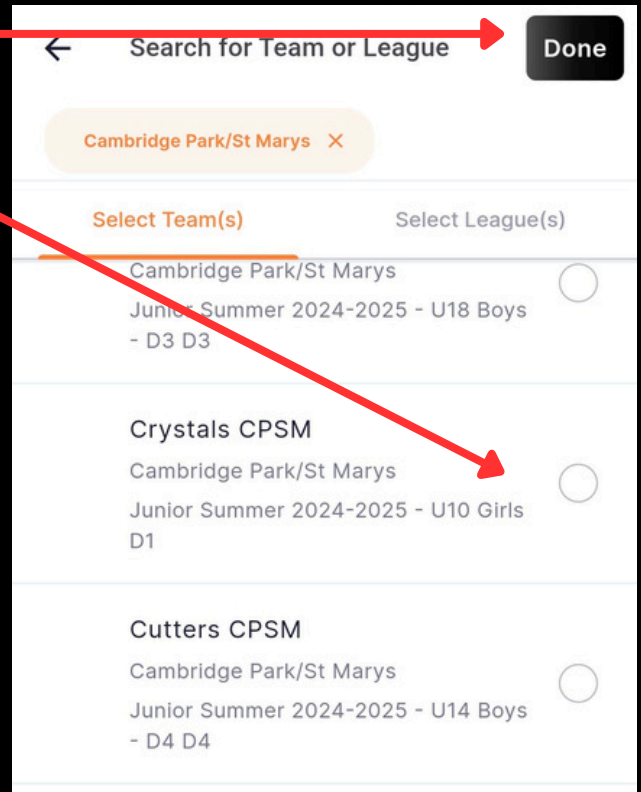 Search for Team or League
Done
Cambridge Park/St Marys ×
Select Team(s)
Select League(s)
Cambridge Park/St Marys
Junior Summer 2024-2025 - U18 Boys
- D3 D3
Crystals CPSM
Cambridge Park/St Marys
Junior Summer 2024-2025 - U10 Girls
D1
Cutters CPSM
Cambridge Park/St Marys
Junior Summer 2024-2025 - U14 Boys
- D4 D4